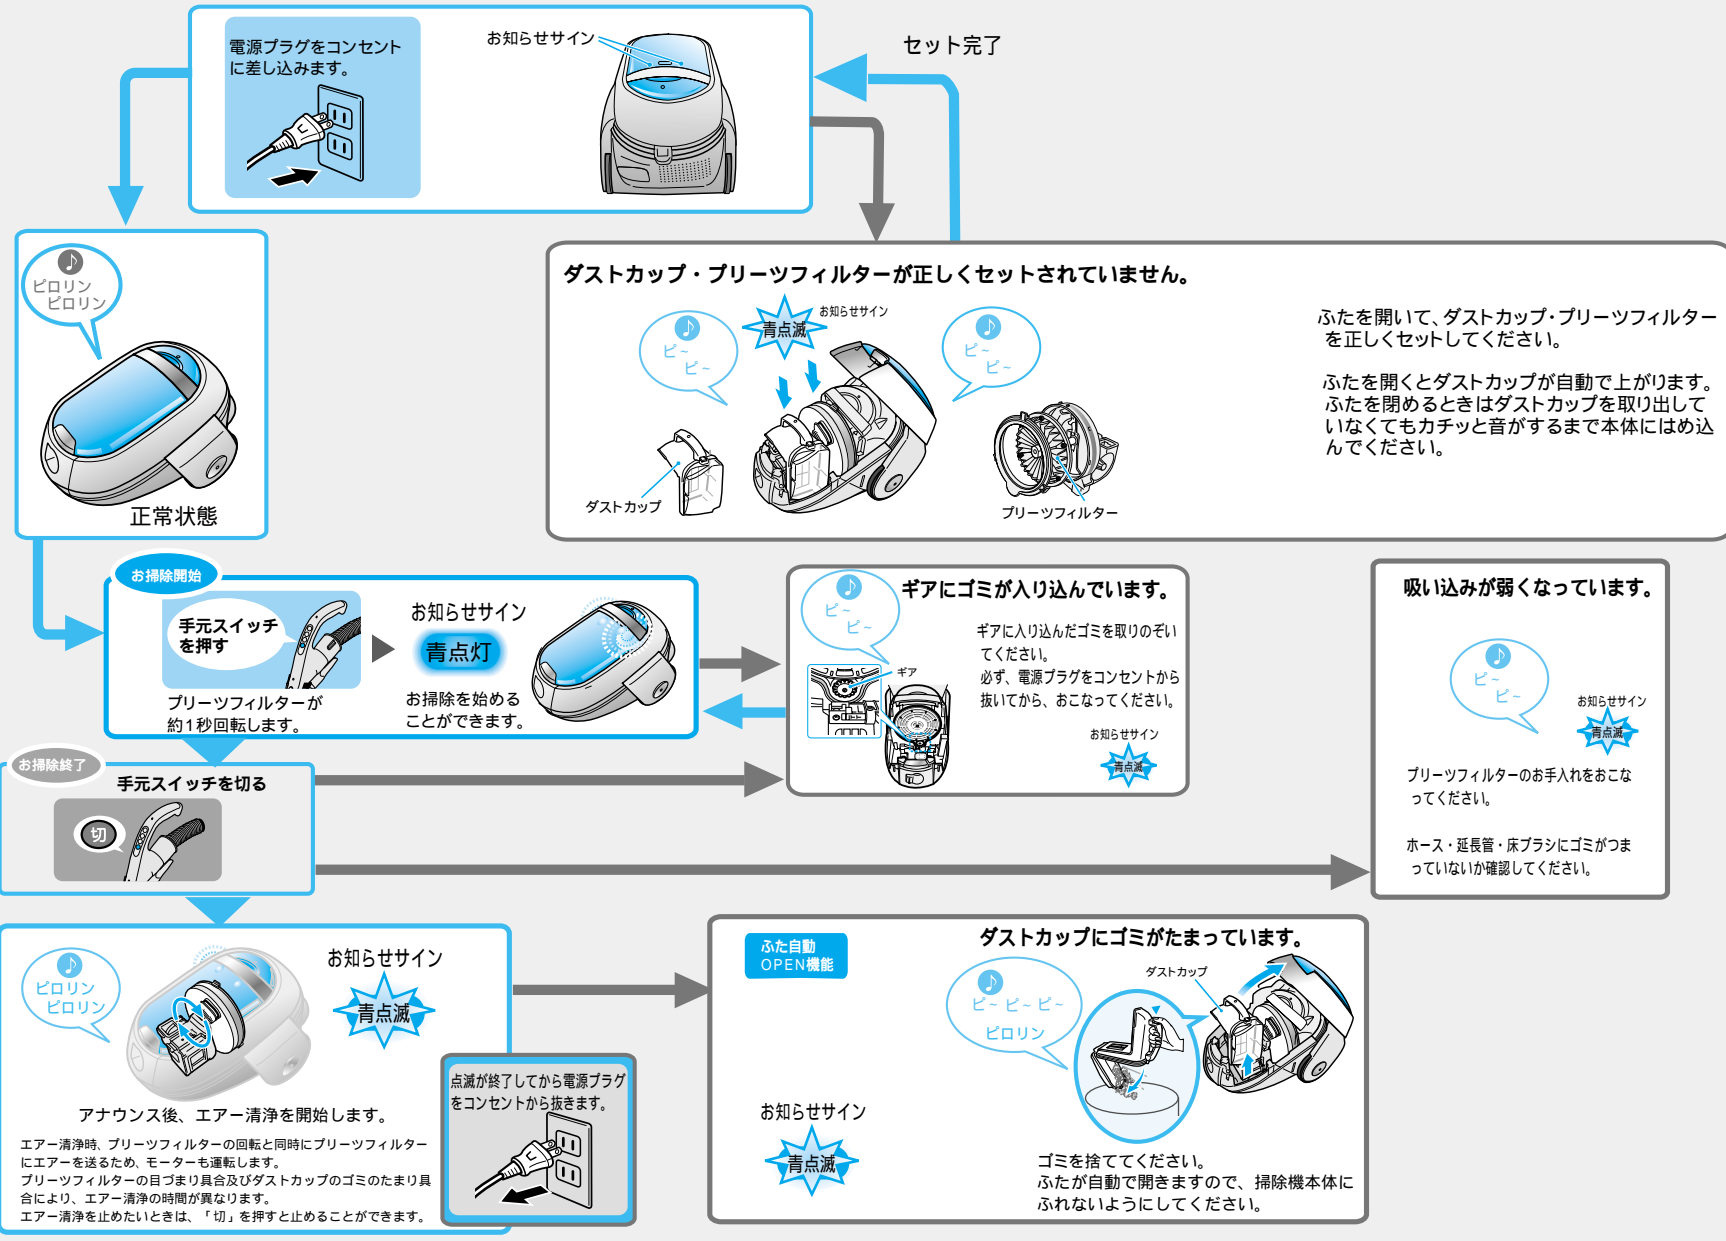 電源プラグをコンセント
に差し込みます。
お知らせサイン
セット完了
ピロリン
ピロリン
正常状態
ダストカップ・プリーツフィルターが正しくセットされていません。
ピ~
ピ~
青点滅
お知らせサイン
ピ~
ピ~
ダストカップ
プリーツフィルター
ふたを開いて、ダストカップ・プリーツフィルター
を正しくセットしてください。
ふたを開くとダストカップが自動で上がります。
ふたを閉めるときはダストカップを取り出して
いなくてもカチッと音がするまで本体にはめ込
んでください。
お掃除開始
手元スイッチ
を押す
プリーツフィルターが
約1秒回転します。
お知らせサイン
青点灯
お掃除を始める
ことができます。
ピ~
ピ~
ギアにゴミが入り込んでいます。
ギア
ギアに入り込んだゴミを取りのぞい
てください。
必ず、電源プラグをコンセントから
抜いてから、おこなってください。
お知らせサイン
青点滅
吸い込みが弱くなっています。
ピ~
ピ~
お知らせサイン
青点滅
プリーツフィルターのお手入れをおこな
ってください。
ホース・延長管・床ブラシにゴミがつま
っていないか確認してください。
お掃除終了
手元スイッチを切る
切
ピロリン
ピロリン
お知らせサイン
青点滅
アナウンス後、エアー清浄を開始します。
エアー清浄時、プリーツフィルターの回転と同時にプリーツフィルター
にエアーを送るため、モーターも運転します。
プリーツフィルターの目づまり具合及びダストカップのゴミのたまり具
合により、エアー清浄の時間が異なります。
エアー清浄を止めたいときは、「切」を押すと止めることができます。
点滅が終了してから電源プラグ
をコンセントから抜きます。
ふた自動
OPEN機能
ダストカップにゴミがたまっています。
ピ~ピ~ピ~
ピロリン
ダストカップ
お知らせサイン
青点滅
ゴミを捨ててください。
ふたが自動で開きますので、掃除機本体に
ふれないようにしてください。